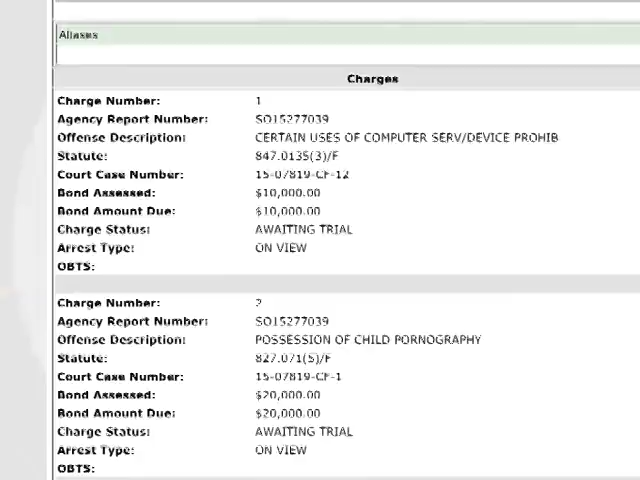 Aliases
Charges
Charge Number: 1
Agency Report Number: SO15277039
Offense Description: CERTAIN USES OF COMPUTER SERV/DEVICE PROHIB
Statute: 847.0135(3)/F
Court Case Number: 15-07819-CF-12
Bond Assessed: $10,000.00
Bond Amount Due: $10,000.00
Charge Status: AWAITING TRIAL
Arrest Type: ON VIEW
OBTS:
Charge Number: 2
Agency Report Number: SO15277039
Offense Description: POSSESSION OF CHILD PORNOGRAPHY
Statute: 827.071(5)/F
Court Case Number: 15-07819-CF-1
Bond Assessed: $20,000.00
Bond Amount Due: $20,000.00
Charge Status: AWAITING TRIAL
Arrest Type: ON VIEW
OBTS: